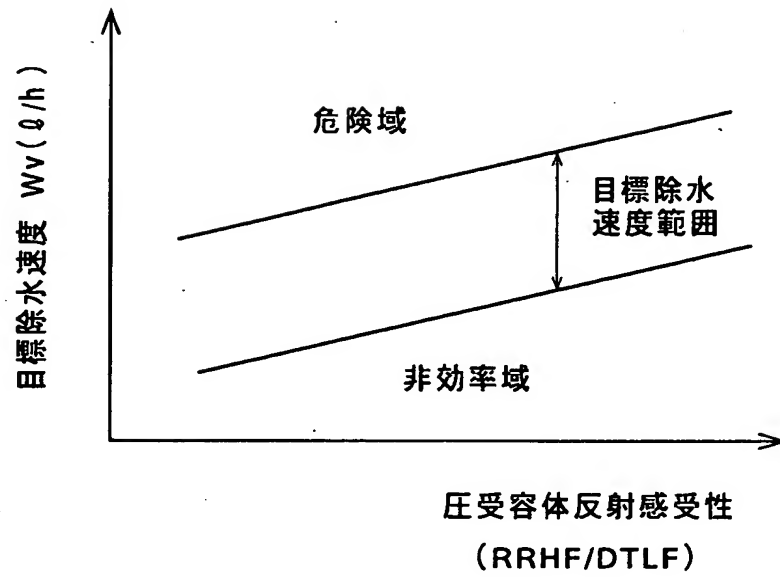 目標除水速度 Wv(ℓ/h)
危険域
目標除水
速度範囲
非効率域
圧受容体反射感受性
(RRHF/DTLF)